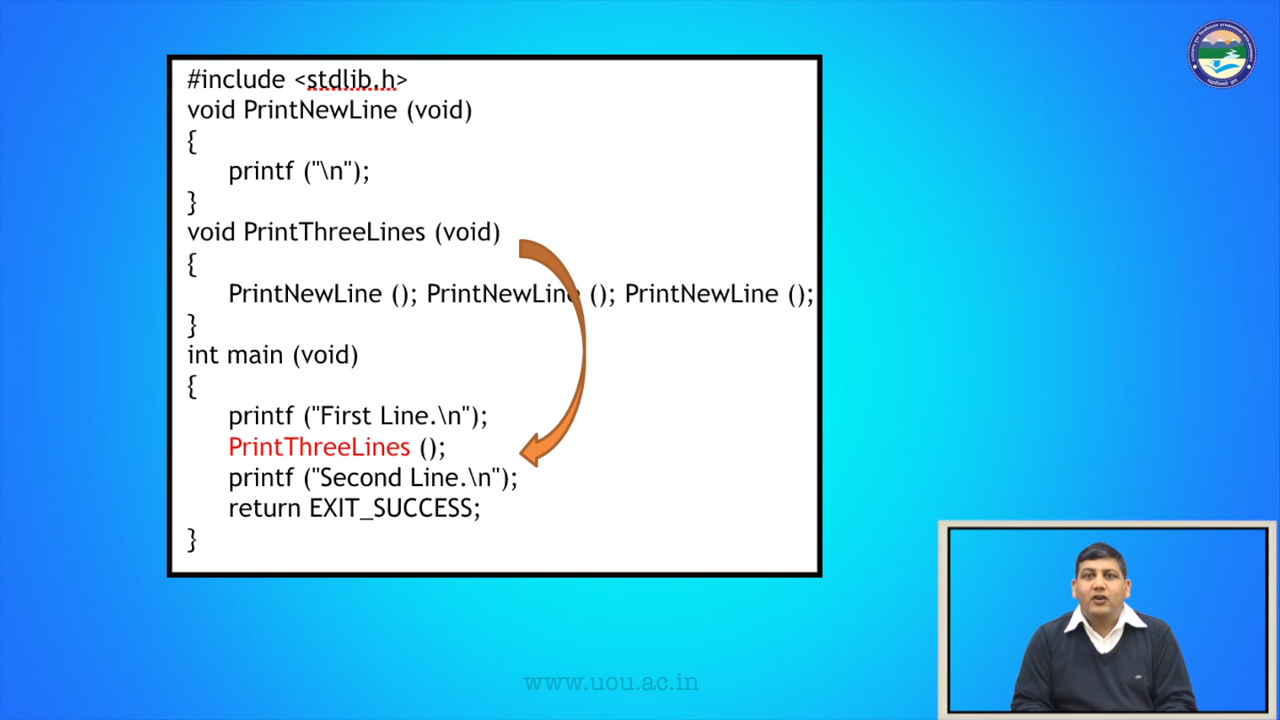 #include <stdlib.h>
void PrintNewLine (void)
{
printf ("\n");
}
void PrintThreeLines (void)
{
PrintNewLine (); PrintNewLine (); PrintNewLine ();
}
int main (void)
{
printf ("First Line.\n");
PrintThreeLines ();
printf ("Second Line.\n");
return EXIT_SUCCESS;
}
www.uou.ac.in